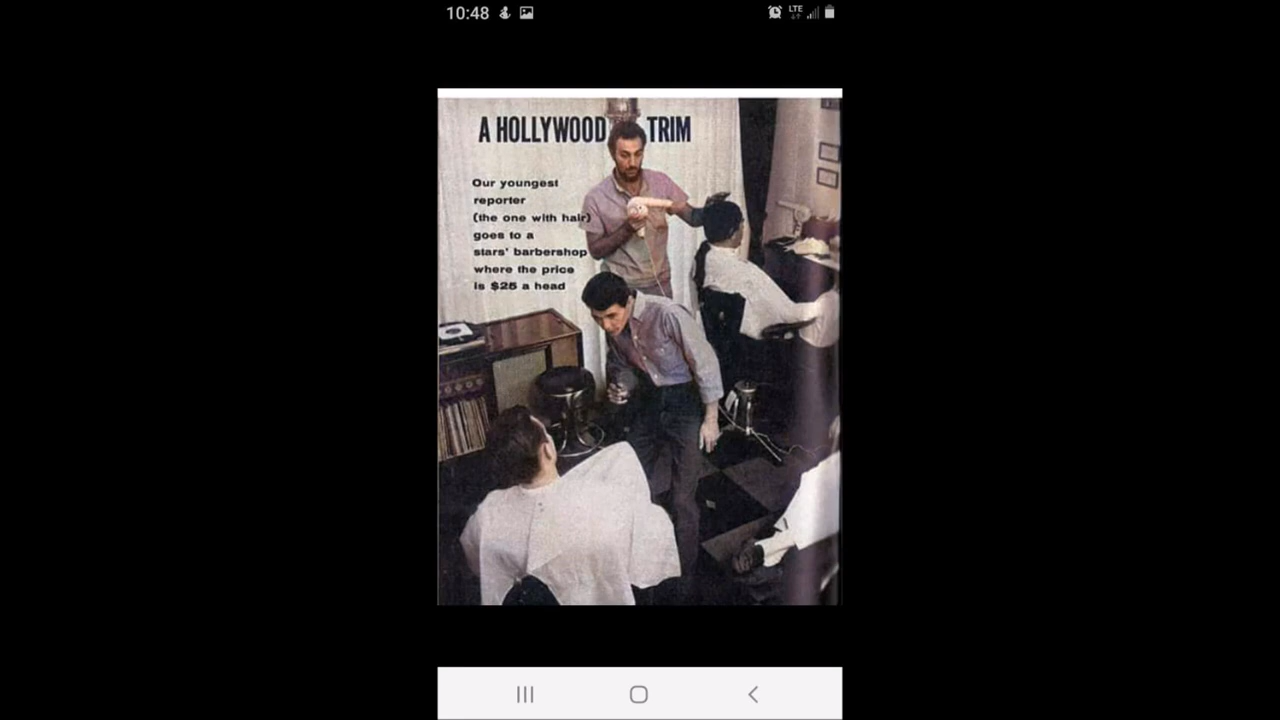 10:48
LTE
A HOLLYWOOD TRIM
Our youngest
reporter
(the one with hair)
goes to a
stars' barbershop
where the price
is $25 a head